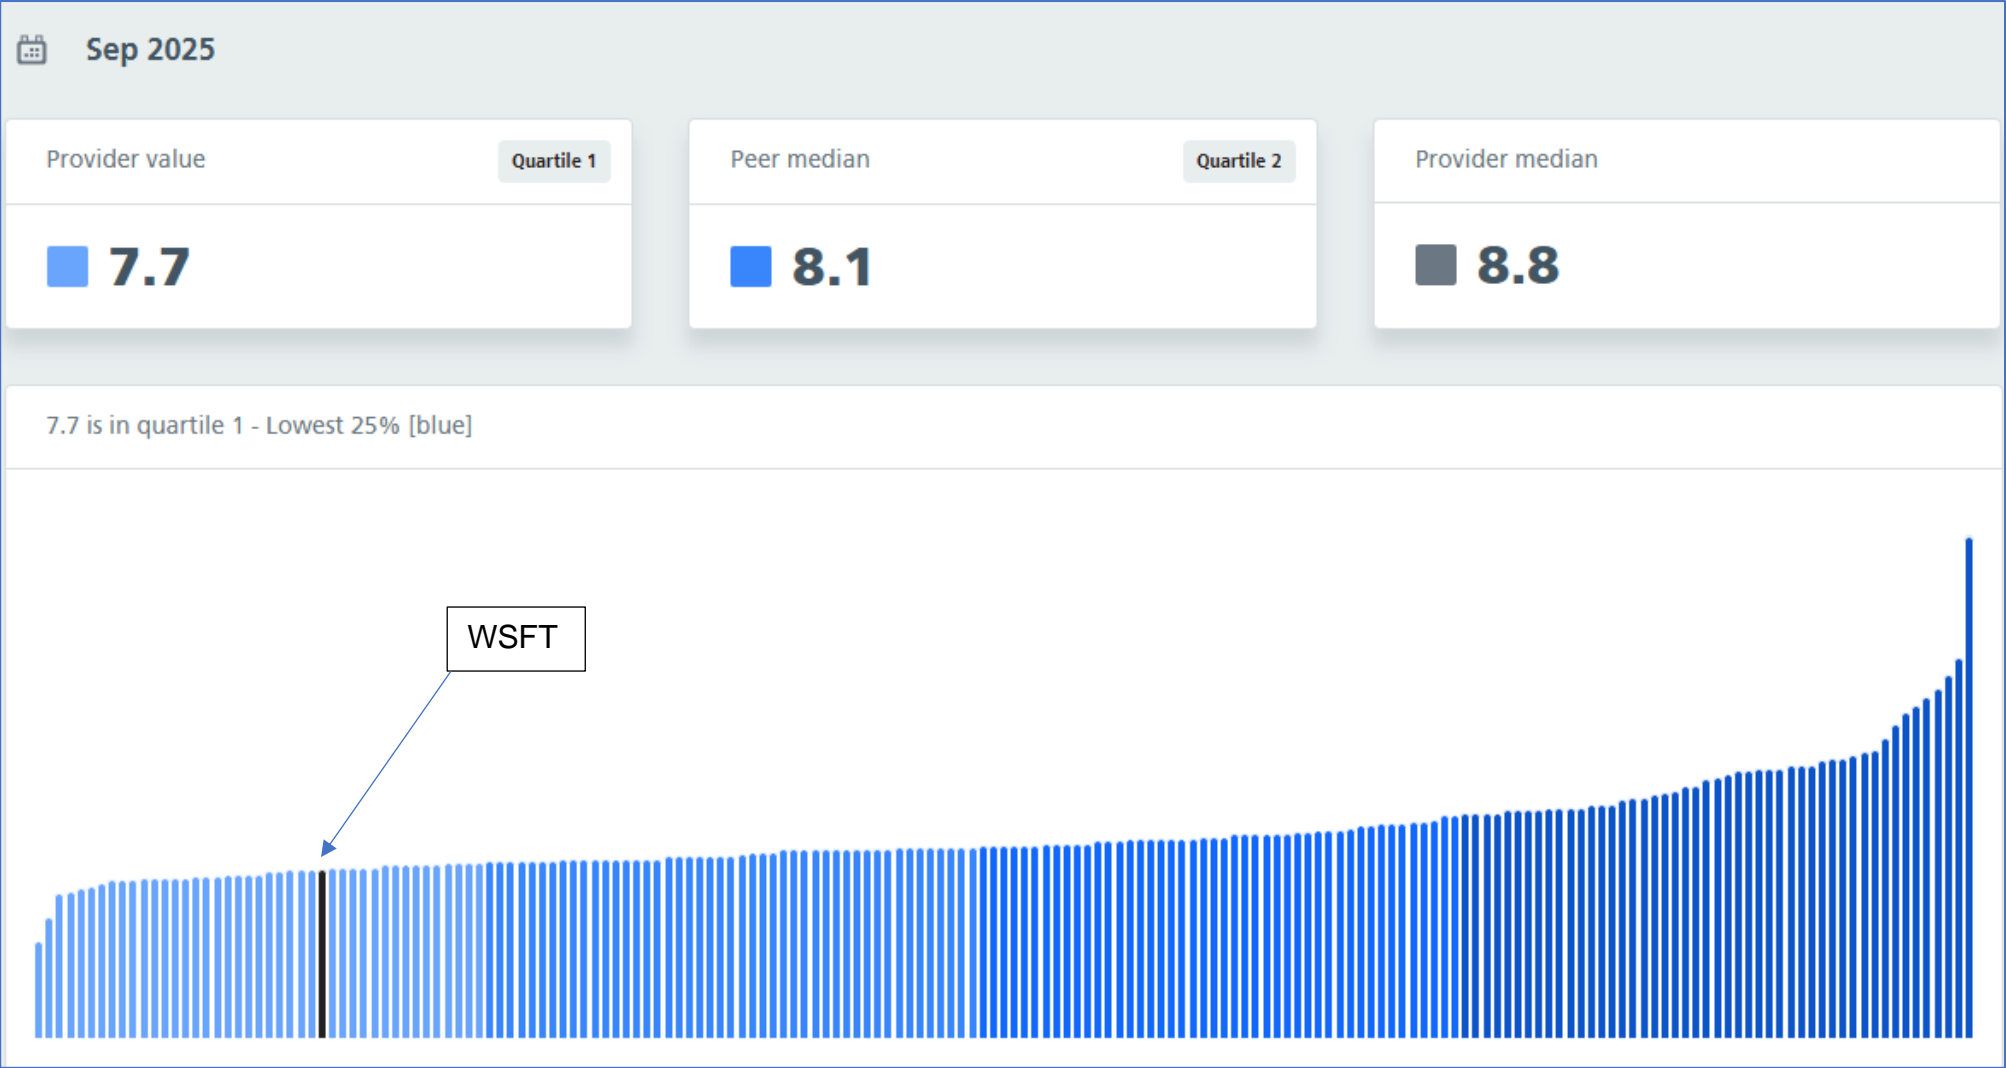 Sep 2025
Provider value
Quartile 1
7.7
Peer median
Quartile 2
8.1
Provider median
8.8
7.7 is in quartile 1 - Lowest 25% [blue]
WSFT